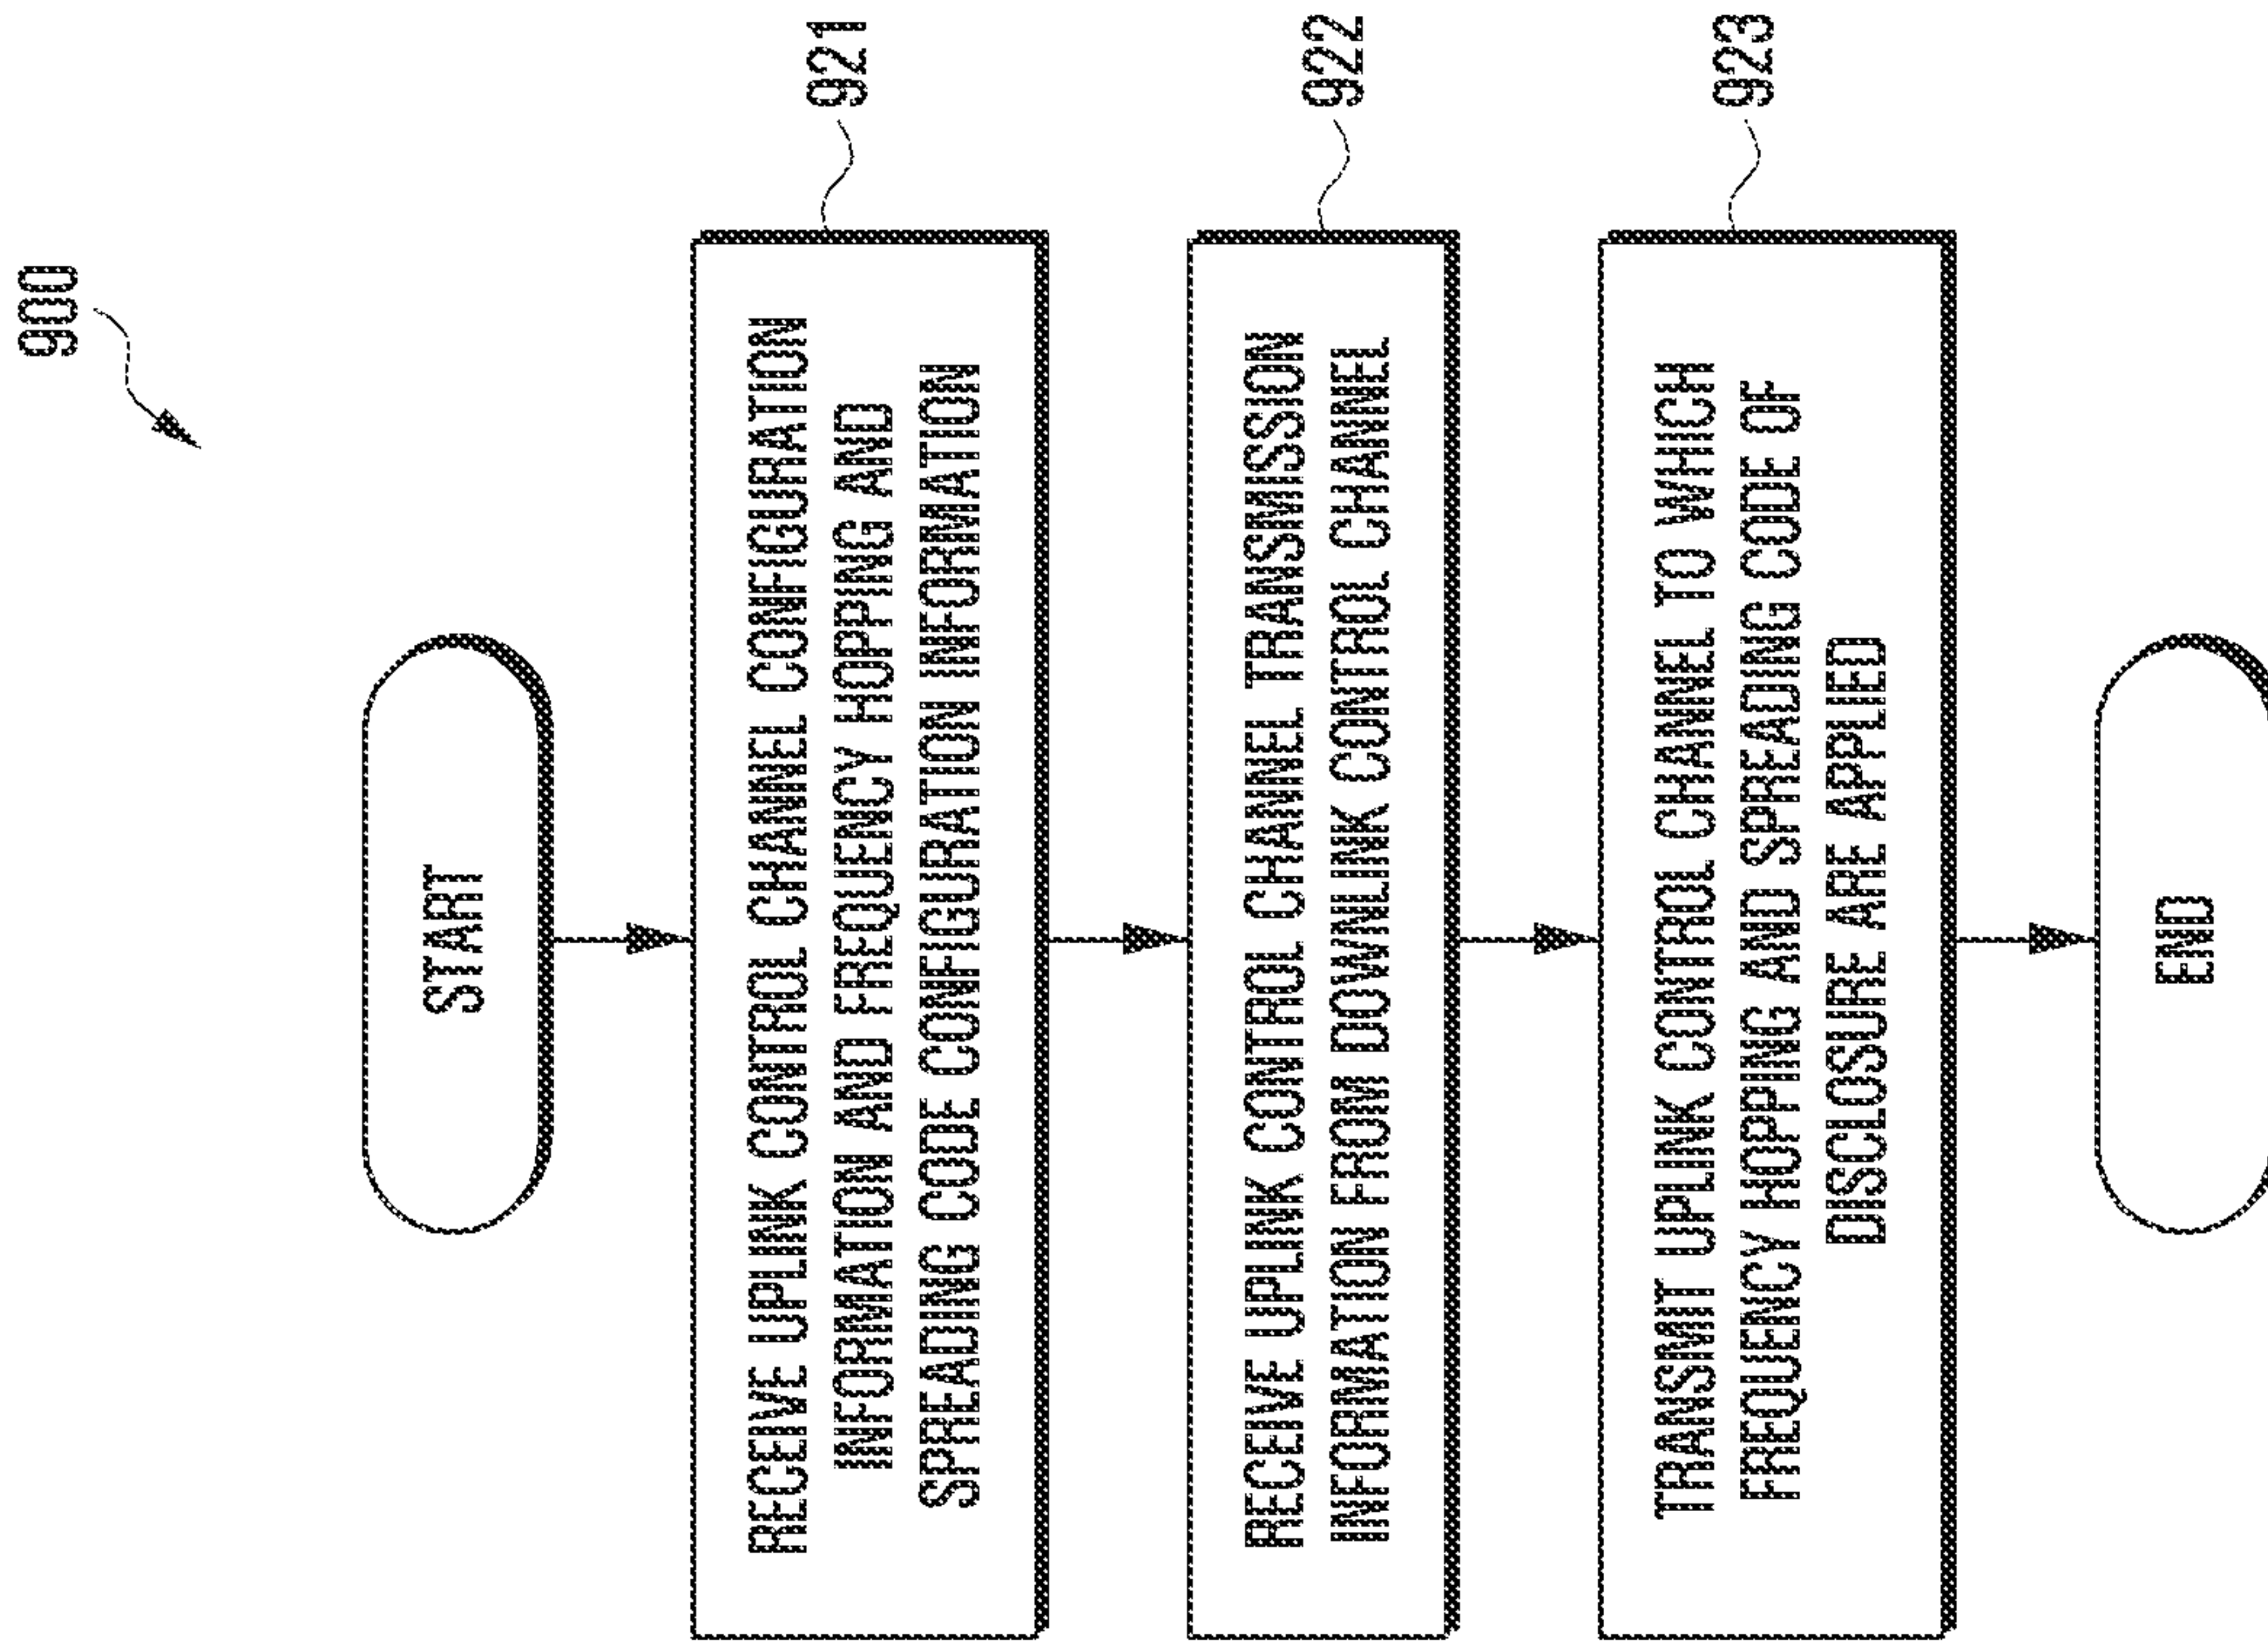 900
START
RECEIVE UPLINK CONTROL CHANNEL CONFIGURATION
INFORMATION AND FREQUENCY HOPPING AND
SPREADING CODE CONFIGURATION INFORMATION
921
RECEIVE UPLINK CONTROL CHANNEL TRANSMISSION
INFORMATION FROM DOWNLINK CONTROL CHANNEL
922
TRANSMIT UPLINK CONTROL CHANNEL TO WHICH
FREQUENCY HOPPING AND SPREADING CODE OF
DISCLOSURE ARE APPLIED
923
END